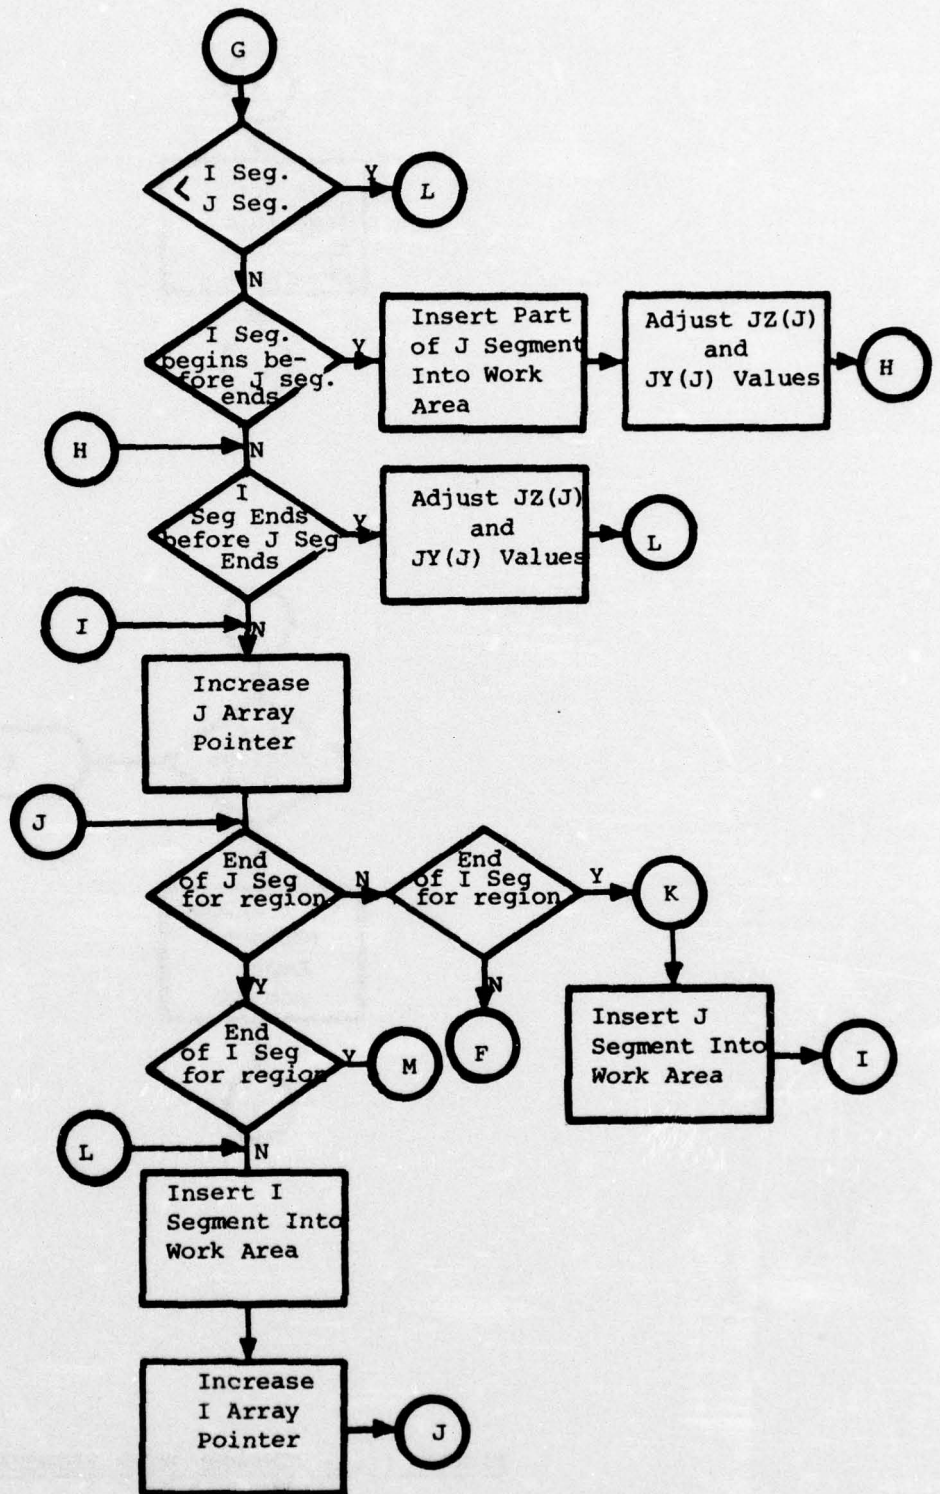 G
I Seg.
< J Seg.
Y
L
N
I Seg.
begins be-
fore J seg.
ends
Y
Insert Part
of J Segment
Into Work
Area
Adjust JZ(J)
and
JY(J) Values
H
H
N
I
Seg Ends
before J Seg
Ends
Y
Adjust JZ(J)
and
JY(J) Values
L
I
N
Increase
J Array
Pointer
J
End
of J Seg
for region
N
End
of I Seg
for region
Y
K
Y
N
F
Insert J
Segment Into
Work Area
I
End
of I Seg
for region
Y
M
L
N
Insert I
Segment Into
Work Area
Increase
I Array
Pointer
J